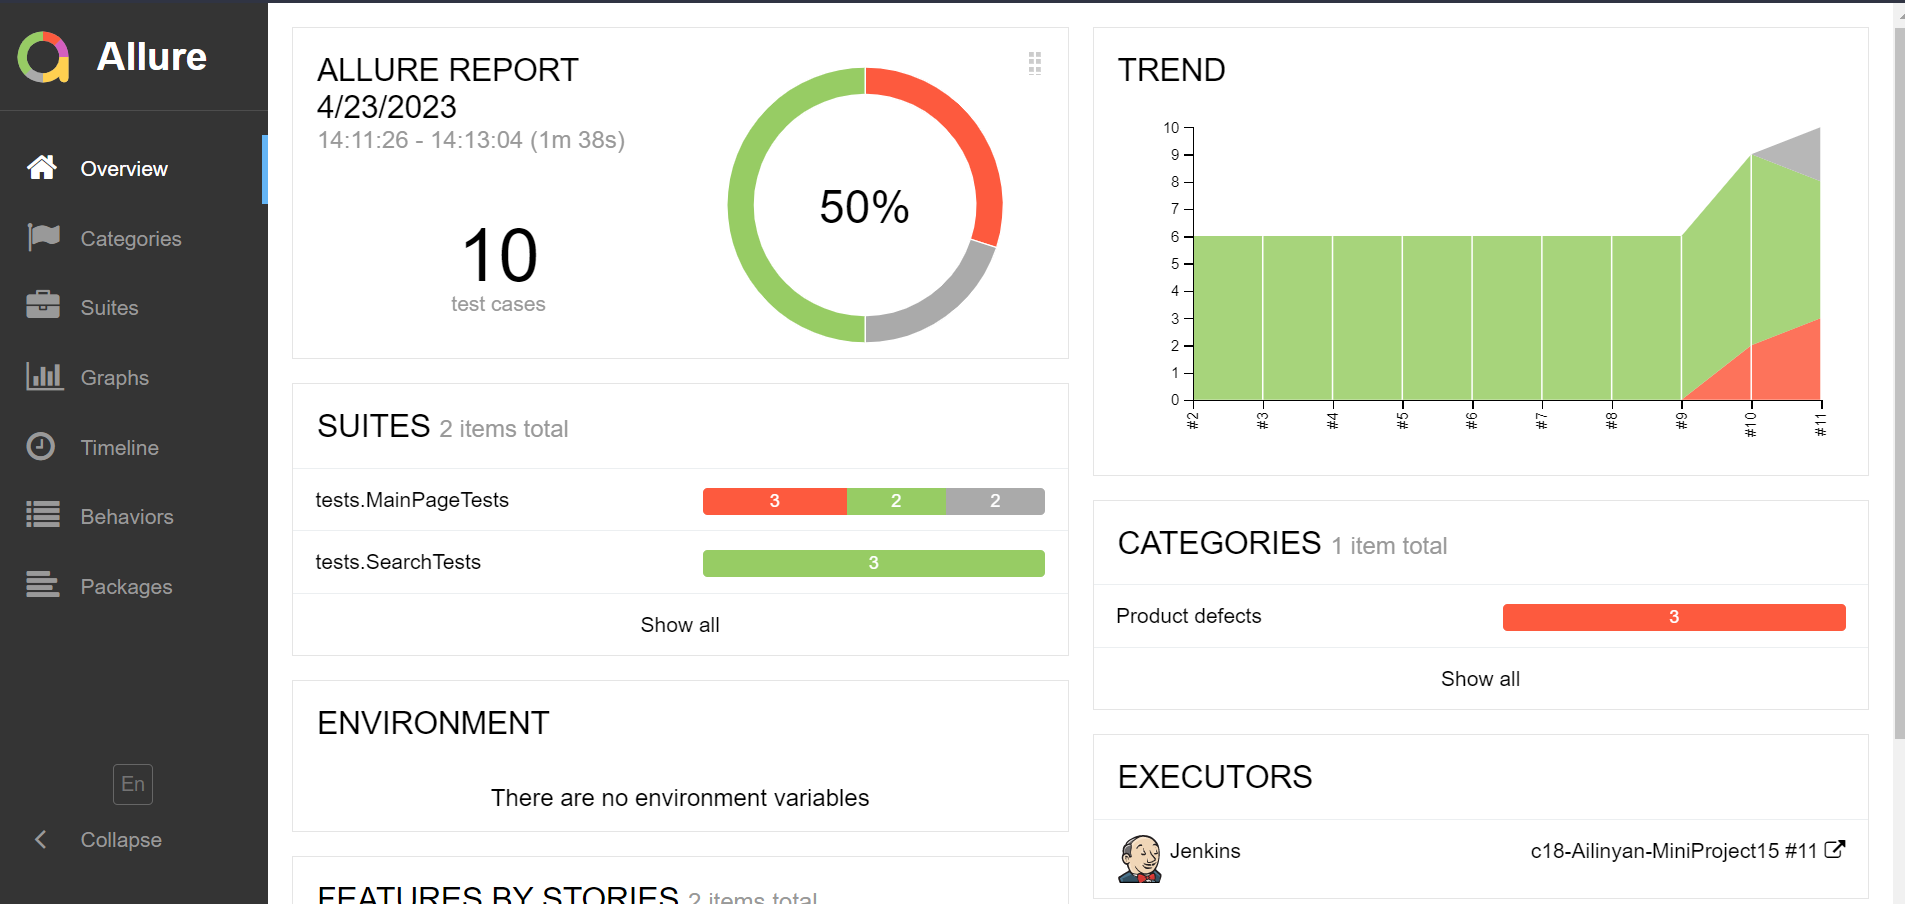 Allure
Overview
Categories
Suites
Graphs
Timeline
Behaviors
Packages
En
Collapse
ALLURE REPORT
4/23/2023
14:11:26 - 14:13:04 (1m 38s)
10
test cases
50%
SUITES 2 items total
tests.MainPageTests 3 2 2
tests.SearchTests 3
Show all
ENVIRONMENT
There are no environment variables
FEATURES BY STORIES 2 items total
TREND
10
9
8
7
6
5
4
3
2
1
0
#2 #3 #4 #5 #6 #7 #8 #9 #10 #11
CATEGORIES 1 item total
Product defects 3
Show all
EXECUTORS
Jenkins c18-Ailinyan-MiniProject15 #11